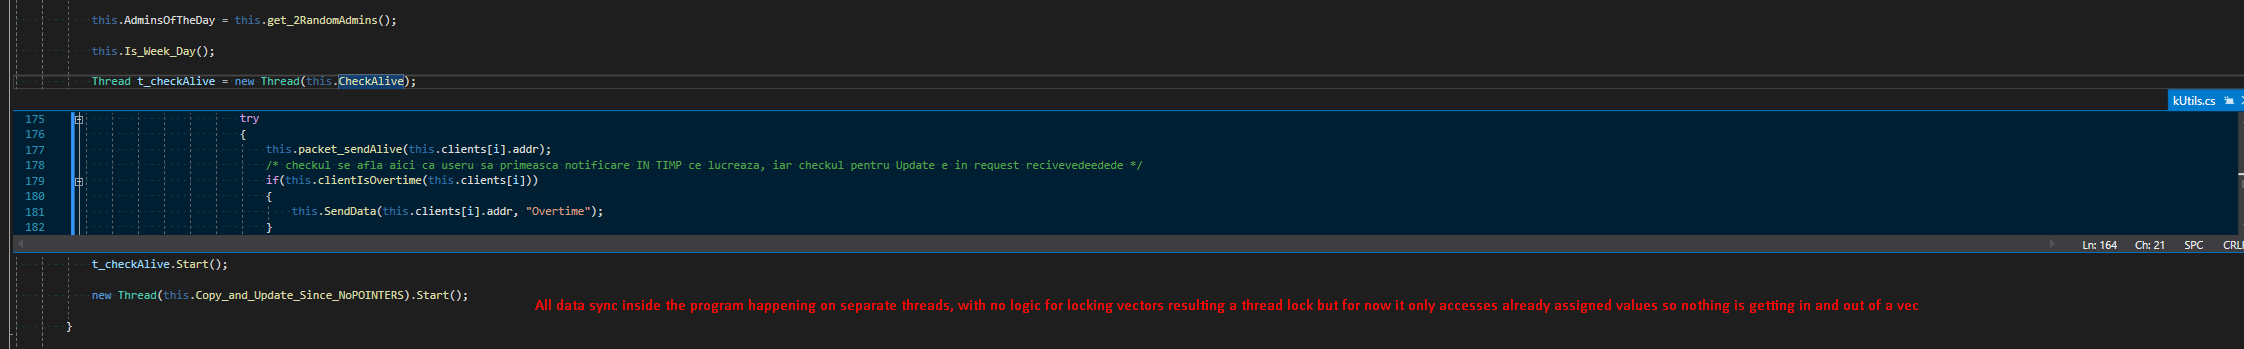 this.AdminsOfTheDay = this.get_2RandomAdmins();
this.Is_Week_Day();
Thread t_checkAlive = new Thread(this.CheckAlive);
kUtils.cs
175 try
176 {
177 this.packet_sendAlive(this.clients[i].addr);
178 /* checkul se afla aici ca useru sa primeasca notificare IN TIMP ce lucreaza, iar checkul pentru Update e in request recivevedeedede */
179 if(this.clientIsOvertime(this.clients[i]))
180 {
181 this.SendData(this.clients[i].addr, "Overtime");
182 }
Ln: 164 Ch: 21 SPC CRL
t_checkAlive.Start();
new Thread(this.Copy_and_Update_Since_NoPOINTERS).Start();
All data sync inside the program happening on separate threads, with no logic for locking vectors resulting a thread lock but for now it only accesses already assigned values so nothing is getting in and out of a vec
}